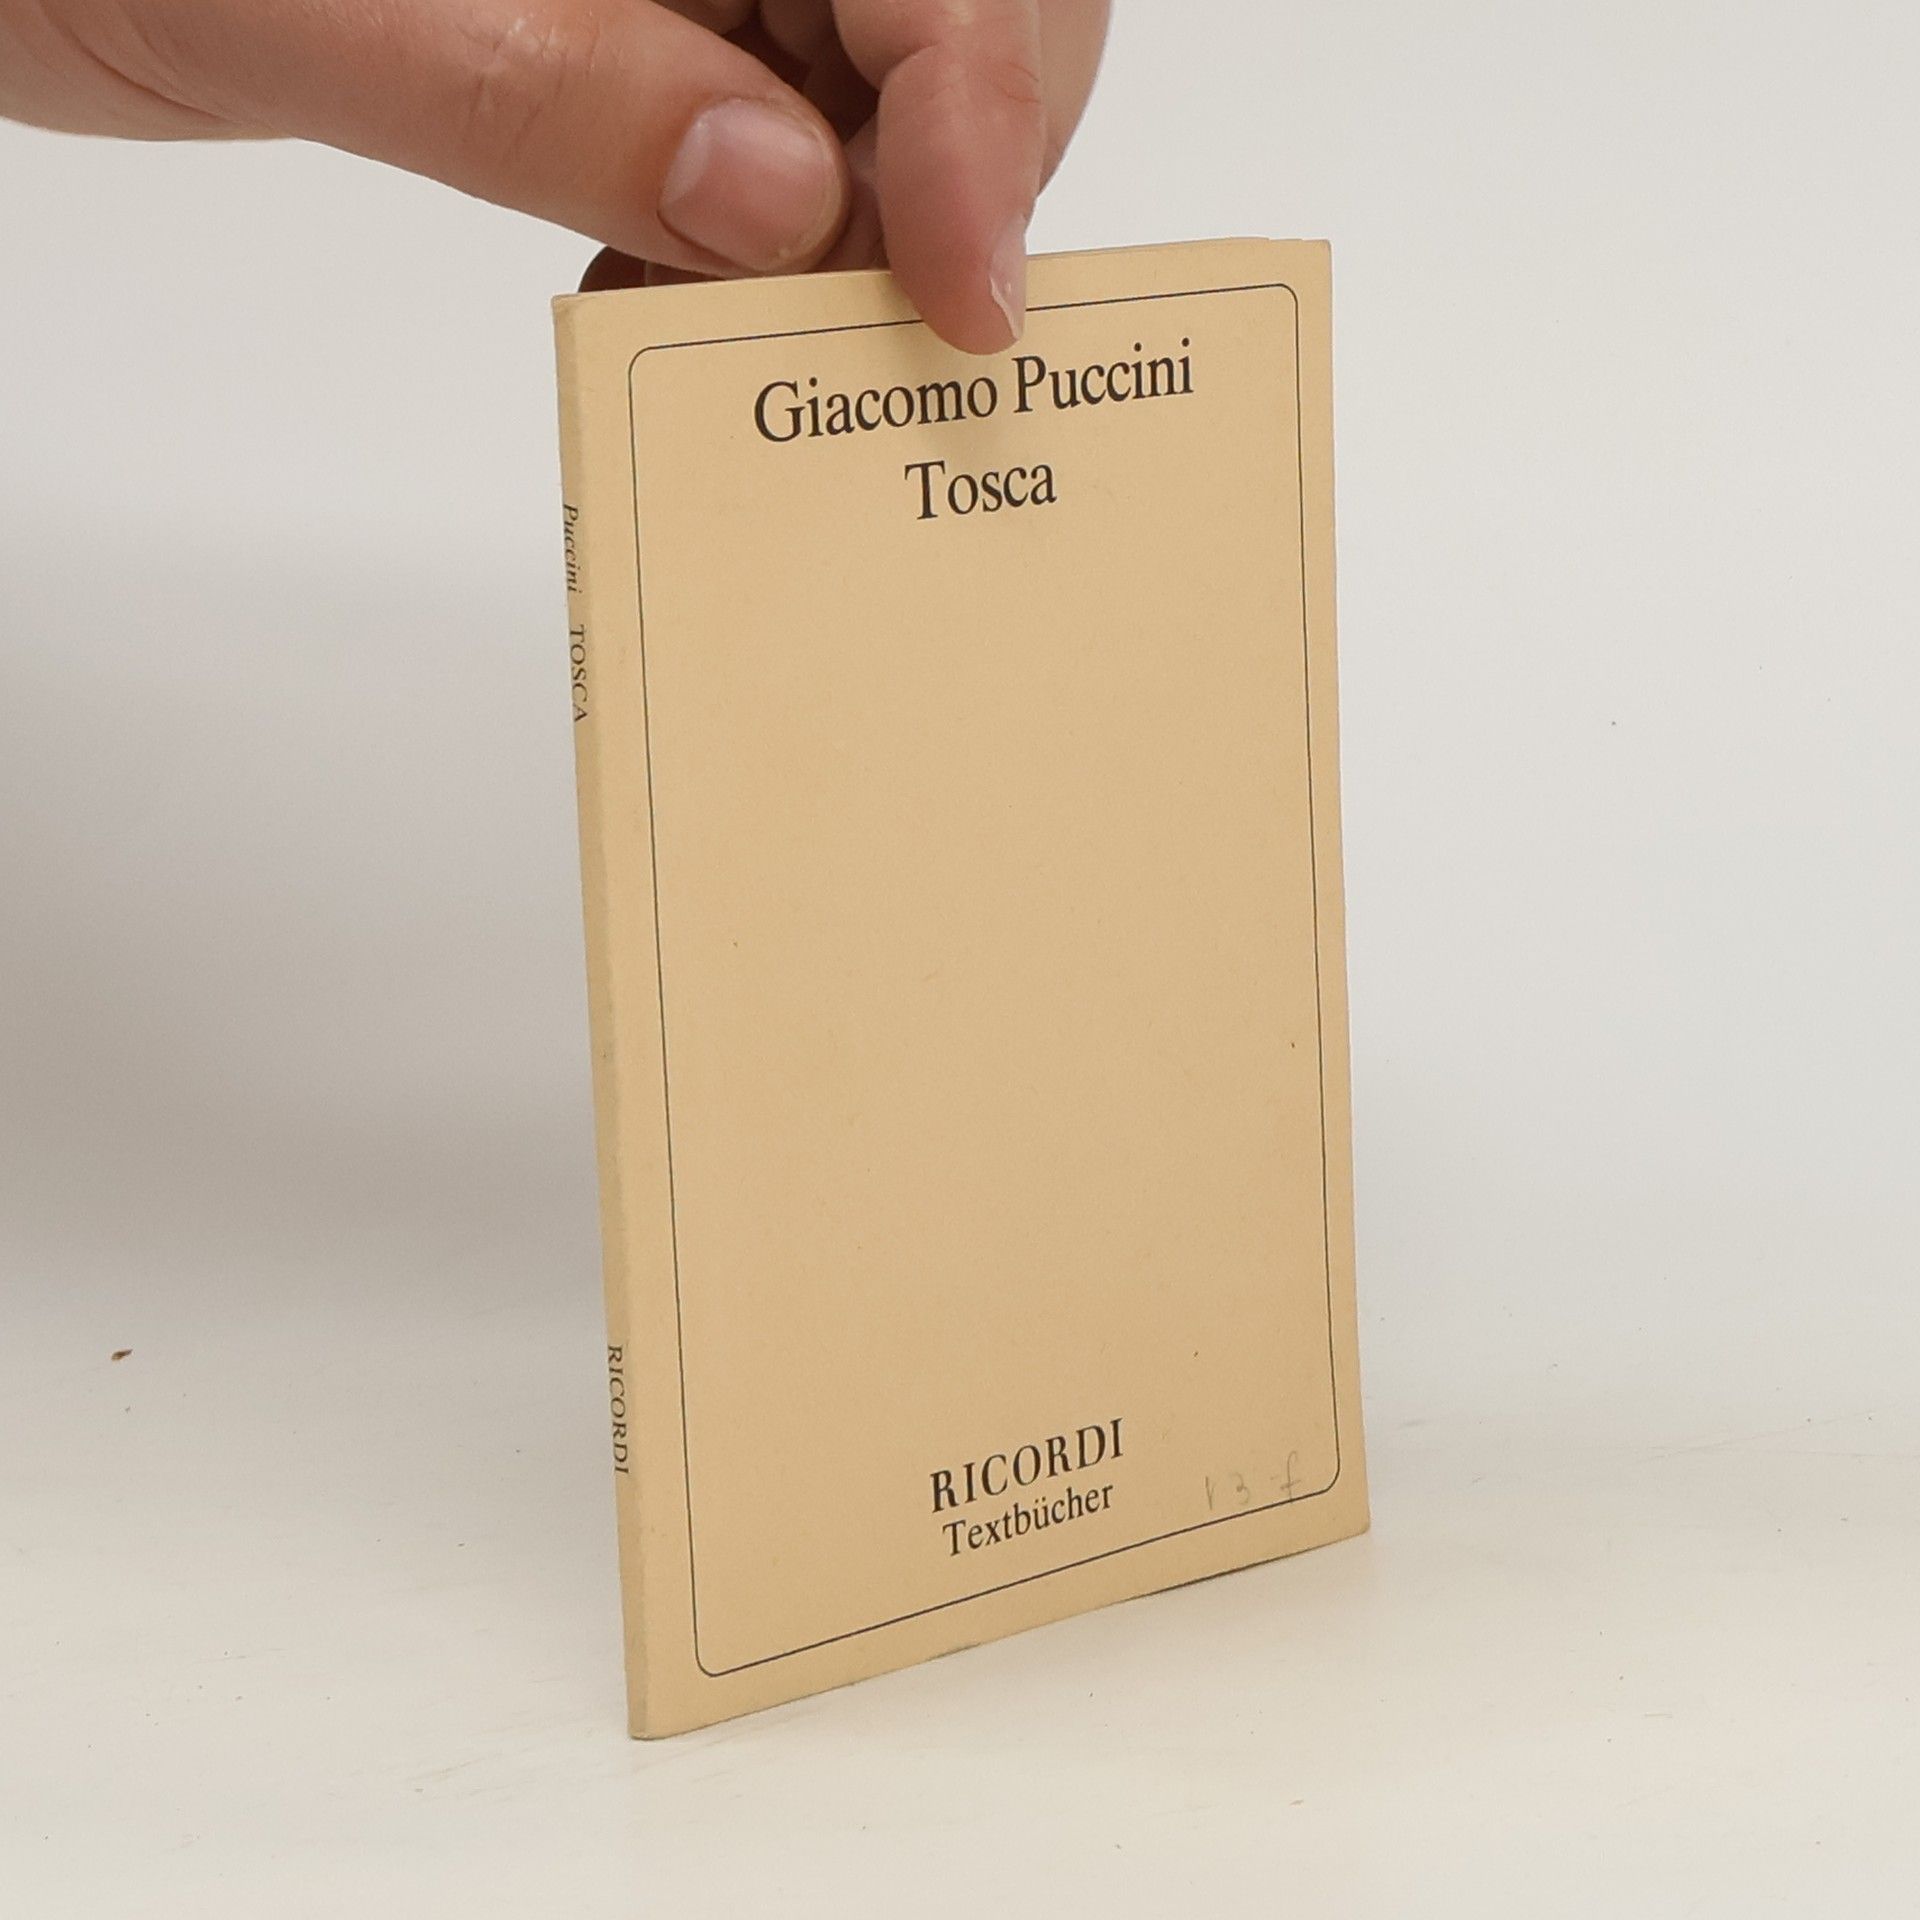 Giacomo Puccini
Tosca
RICORDI
Textbücher
Puccini TOSCA
RICORDI